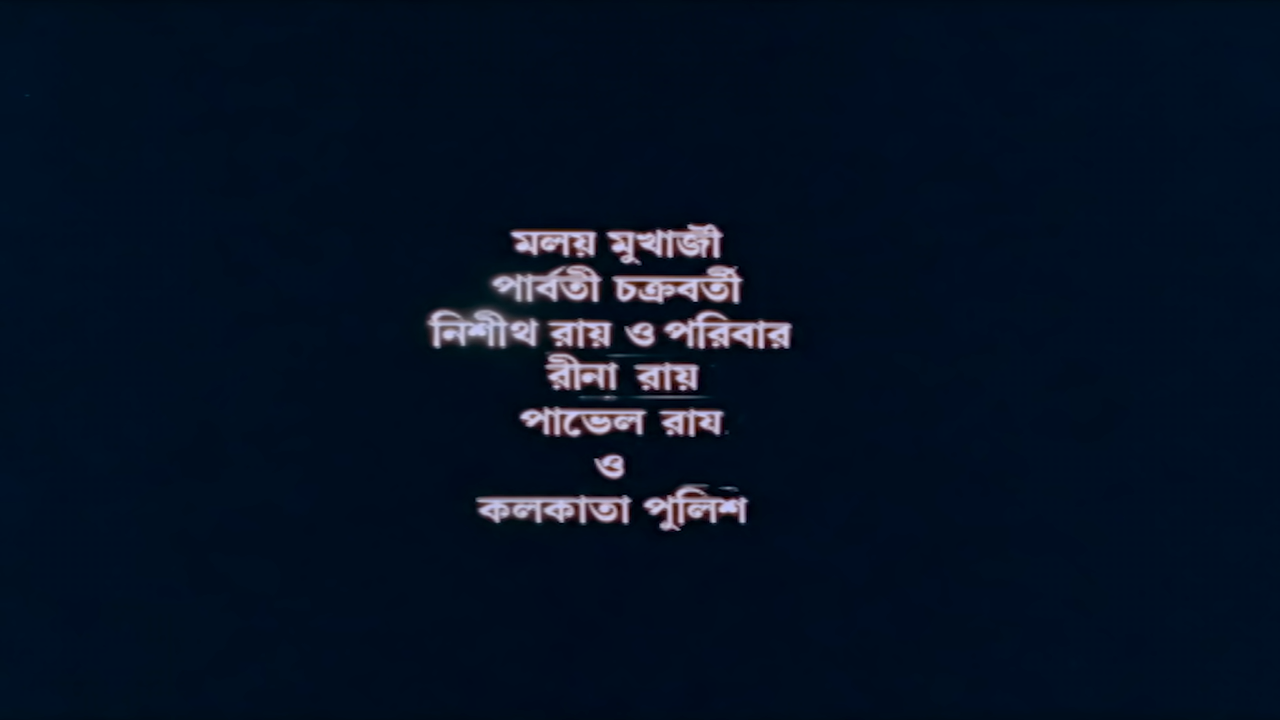 মলয় মুখার্জী
পার্বতী চক্রবর্তী
নিশীথ রায় ও পরিবার
রীনা রায়
পাভেল রায
ও
কলকাতা পুলিশ